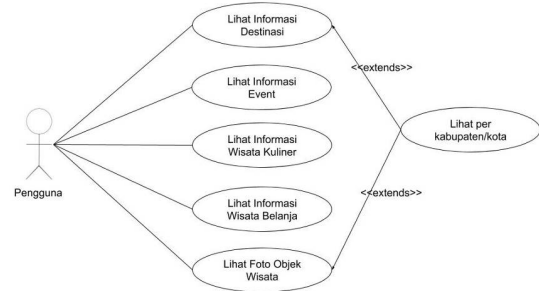 Lihat Informasi
Destinasi
<<extends>>
Lihat Informasi
Event
Lihat per
kabupaten/kota
Lihat Informasi
Wisata Kuliner
Pengguna
<<extends>>
Lihat Informasi
Wisata Belanja
Lihat Foto Objek
Wisata